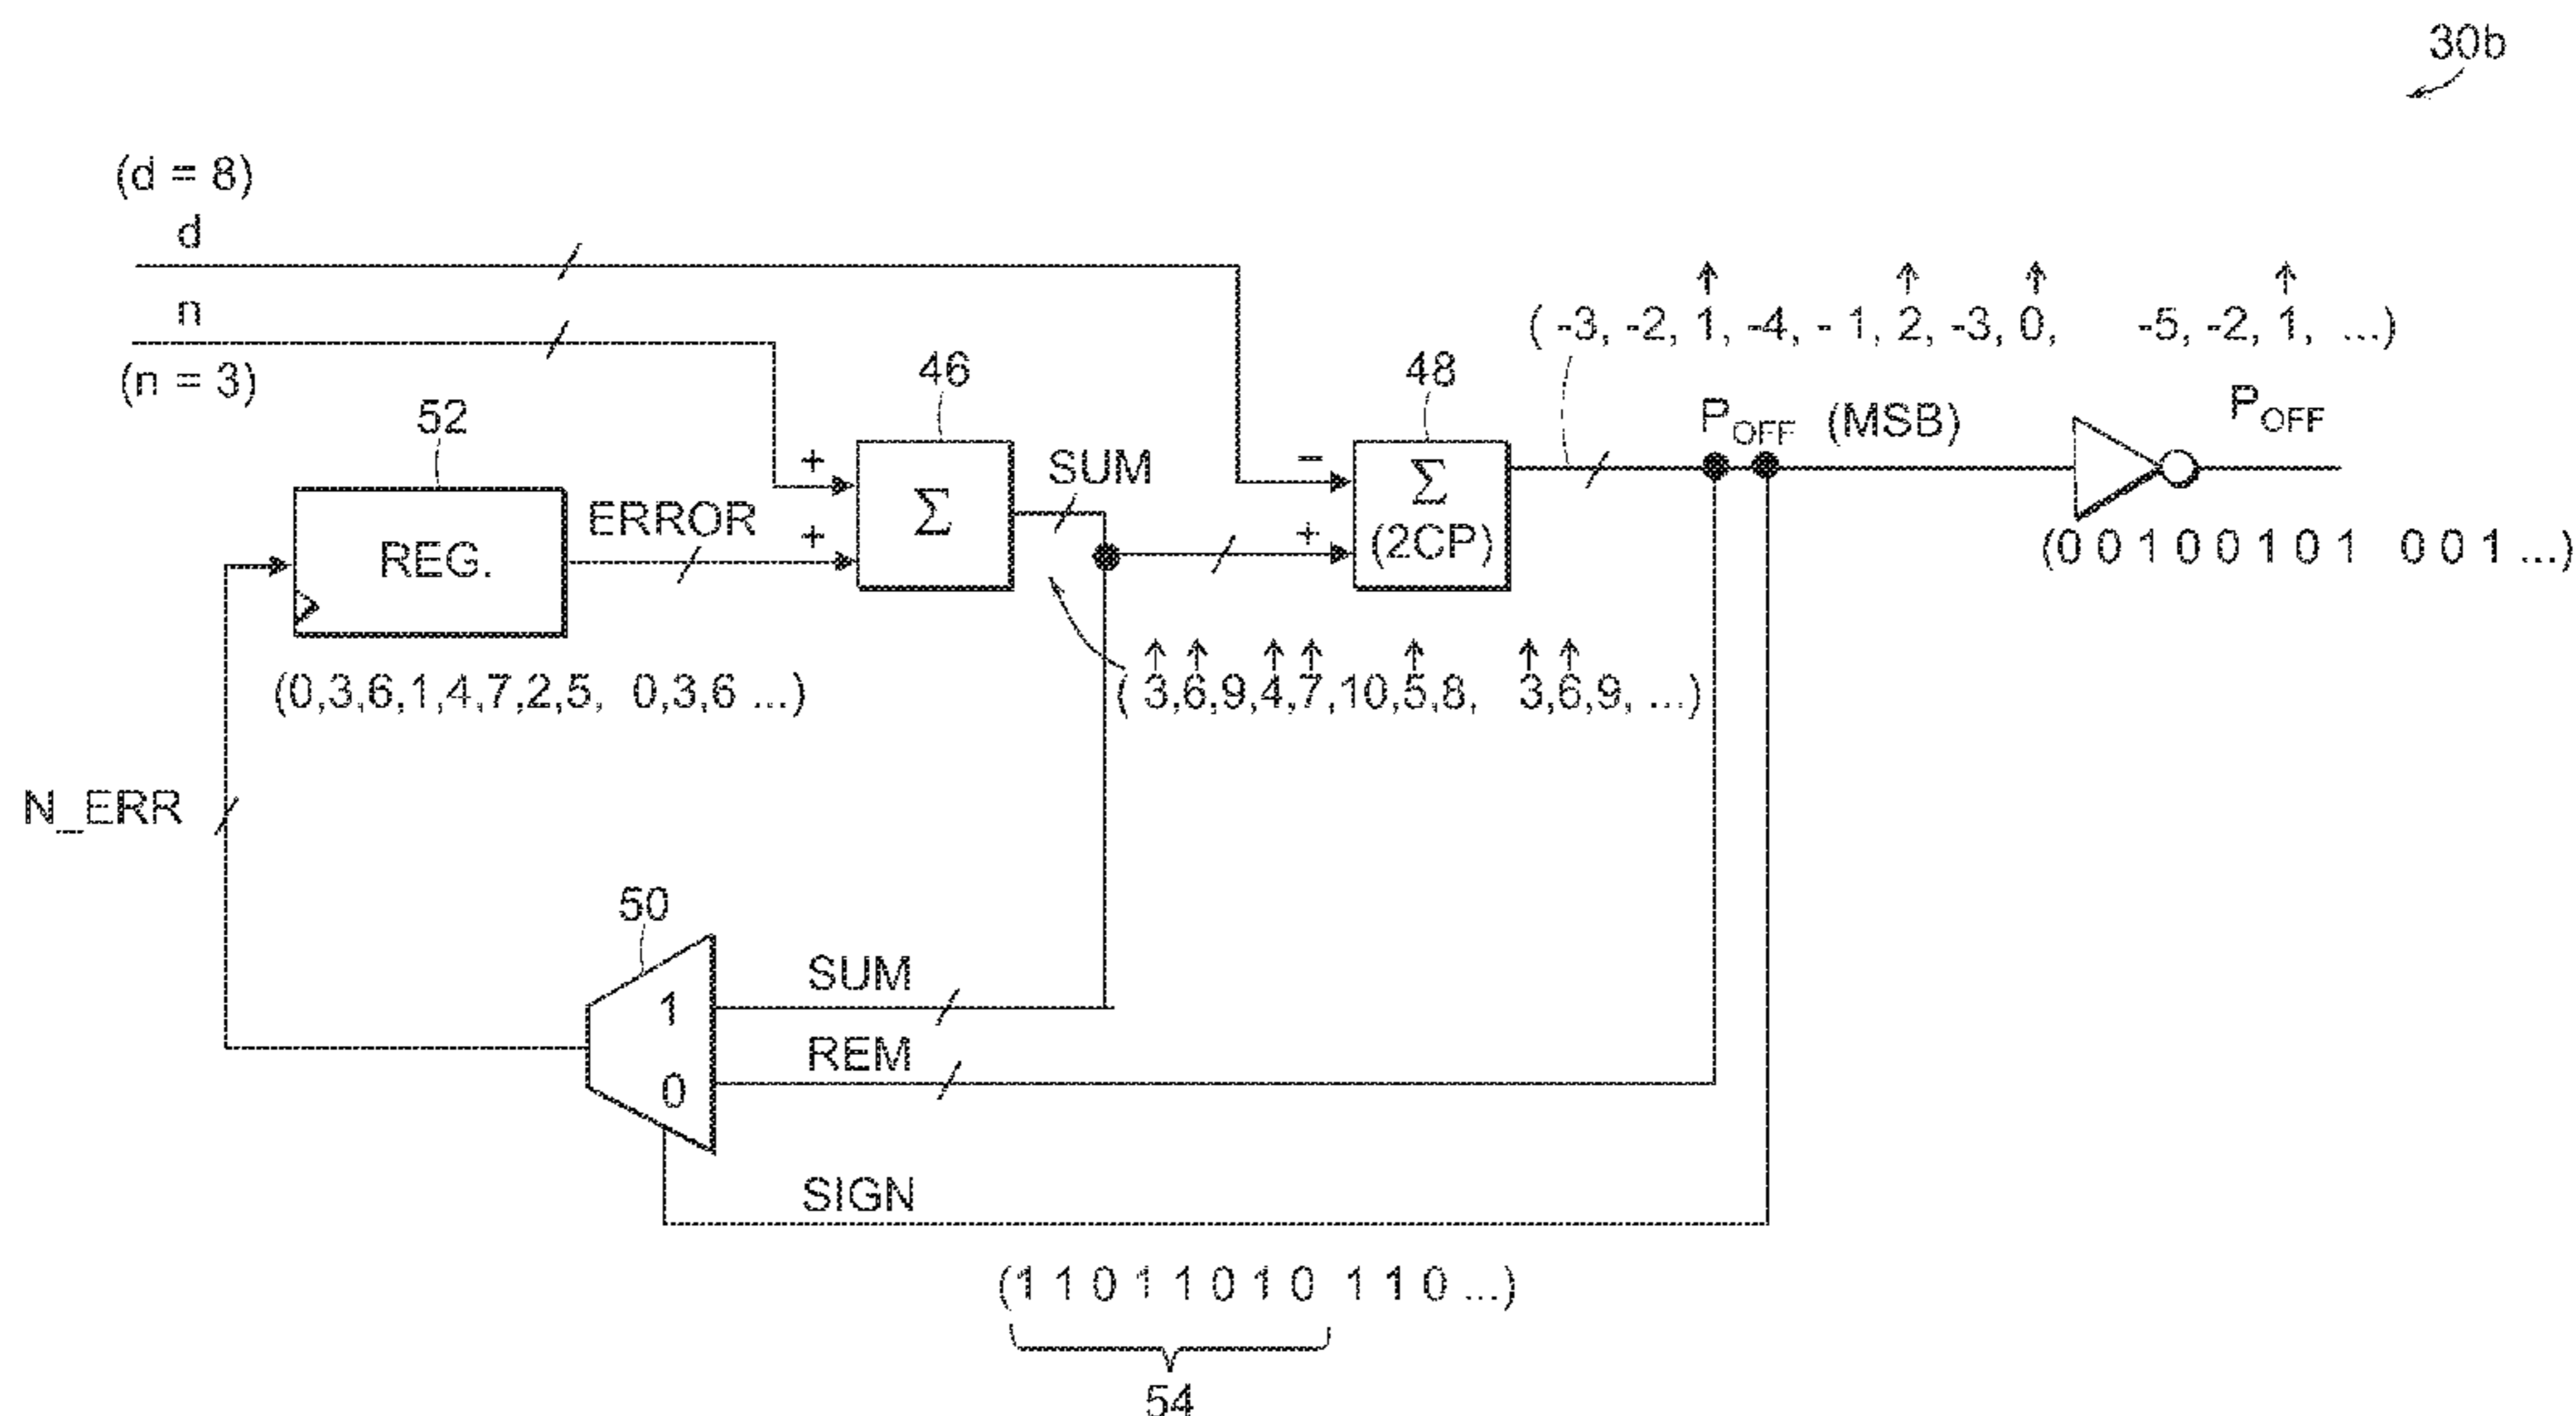 30b
(d = 8)
d
n
(n = 3)
( -3, -2, 1, -4, - 1, 2, -3, 0, -5, -2, 1, ...)
46
48
52
P_OFF (MSB)
P_OFF
+
SUM
−
Σ
Σ
(2CP)
ERROR
+
+
REG.
(0 0 1 0 0 1 0 1 0 0 1 ...)
(0,3,6,1,4,7,2,5, 0,3,6 ...)
( 3,6,9,4,7,10,5,8, 3,6,9, ...)
N_ERR
50
SUM
1
REM
0
SIGN
(1 1 0 1 1 0 1 0 1 1 0 ...)
54